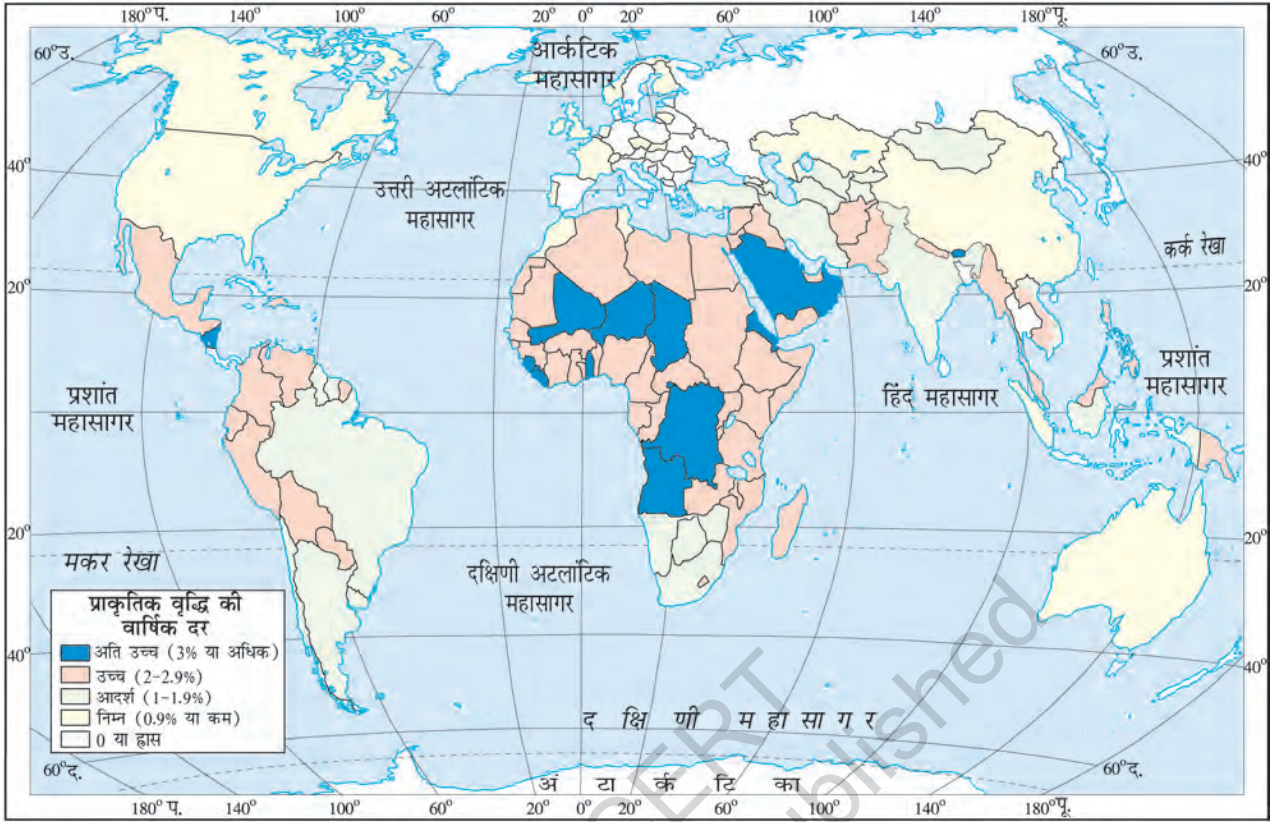 180°प. 140° 100° 60° 20° 0° 20° 60° 100° 140° 180°पू.
60°उ.
आर्कटिक
महासागर
60°उ.
40°
उत्तरी अटलांटिक
महासागर
40°
कर्क रेखा
20°
20°
प्रशांत
महासागर
हिंद महासागर
प्रशांत
महासागर
20°
20°
मकर रेखा
दक्षिणी अटलांटिक
महासागर
प्राकृतिक वृद्धि की
वार्षिक दर
अति उच्च (3% या अधिक)
उच्च (2-2.9%)
आदर्श (1-1.9%)
निम्न (0.9% या कम)
0 या ह्रास
40°
40°
द क्षि णी म हा सा ग र
60°द.
60°द.
अं टा र्क टि का
180°प. 140° 100° 60° 20° 0° 20° 60° 100° 140° 180°पू.